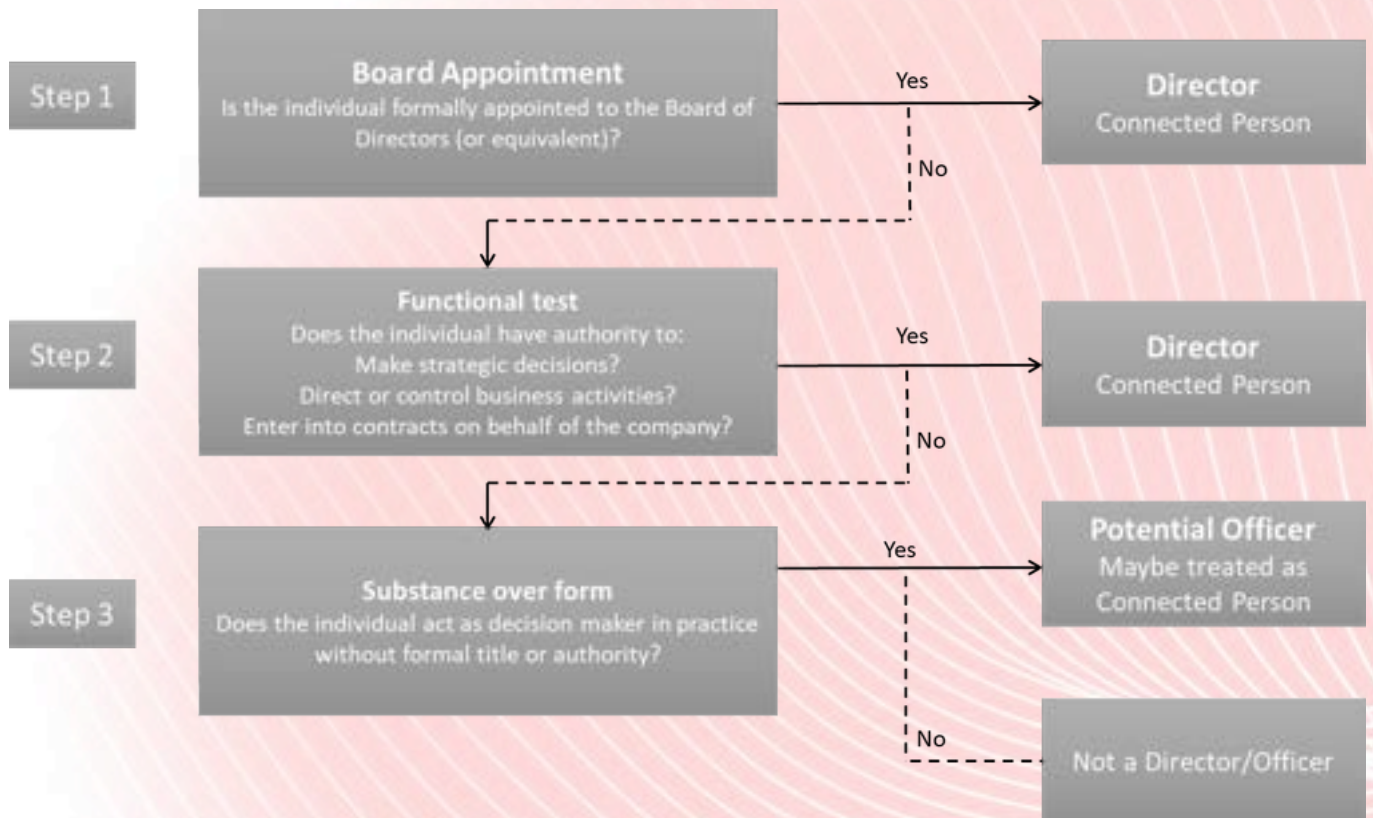 Step 1
Board Appointment
Is the individual formally appointed to the Board of
Directors (or equivalent)?
Yes
Director
Connected Person
No
Step 2
Functional test
Does the individual have authority to:
Make strategic decisions?
Direct or control business activities?
Enter into contracts on behalf of the company?
Yes
Director
Connected Person
No
Step 3
Substance over form
Does the individual act as decision maker in practice
without formal title or authority?
Yes
Potential Officer
Maybe treated as
Connected Person
No
Not a Director/Officer